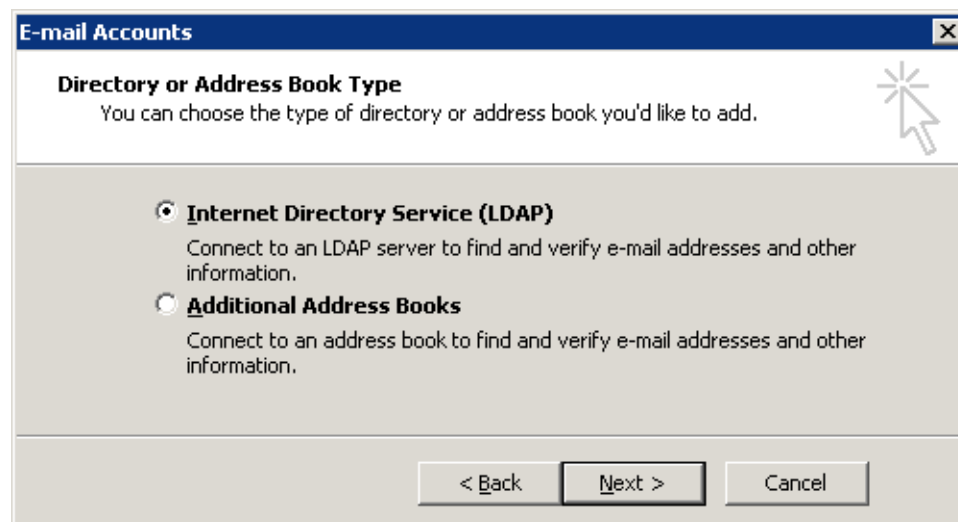 E-mail Accounts
Directory or Address Book Type
You can choose the type of directory or address book you'd like to add.
Internet Directory Service (LDAP)
Connect to an LDAP server to find and verify e-mail addresses and other
information.
Additional Address Books
Connect to an address book to find and verify e-mail addresses and other
information.
< Back Next > Cancel